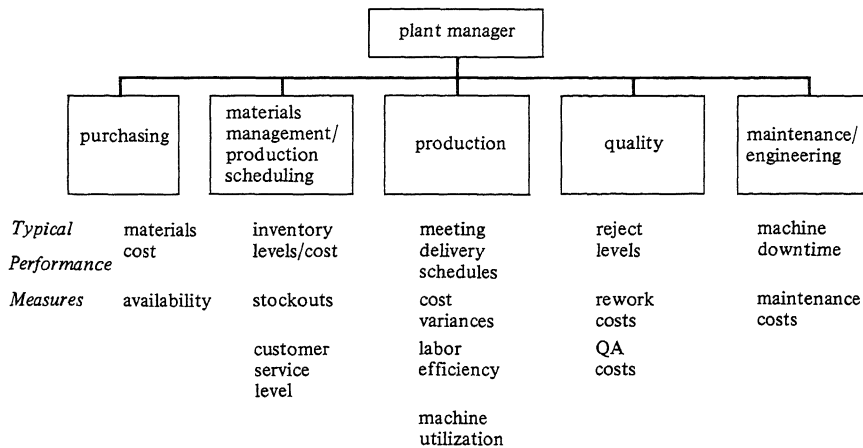 plant manager
purchasing
materials
management/
production
scheduling
production
quality
maintenance/
engineering
Typical
Performance
Measures
materials
cost
availability
inventory
levels/cost
stockouts
customer
service
level
meeting
delivery
schedules
cost
variances
labor
efficiency
machine
utilization
reject
levels
rework
costs
QA
costs
machine
downtime
maintenance
costs